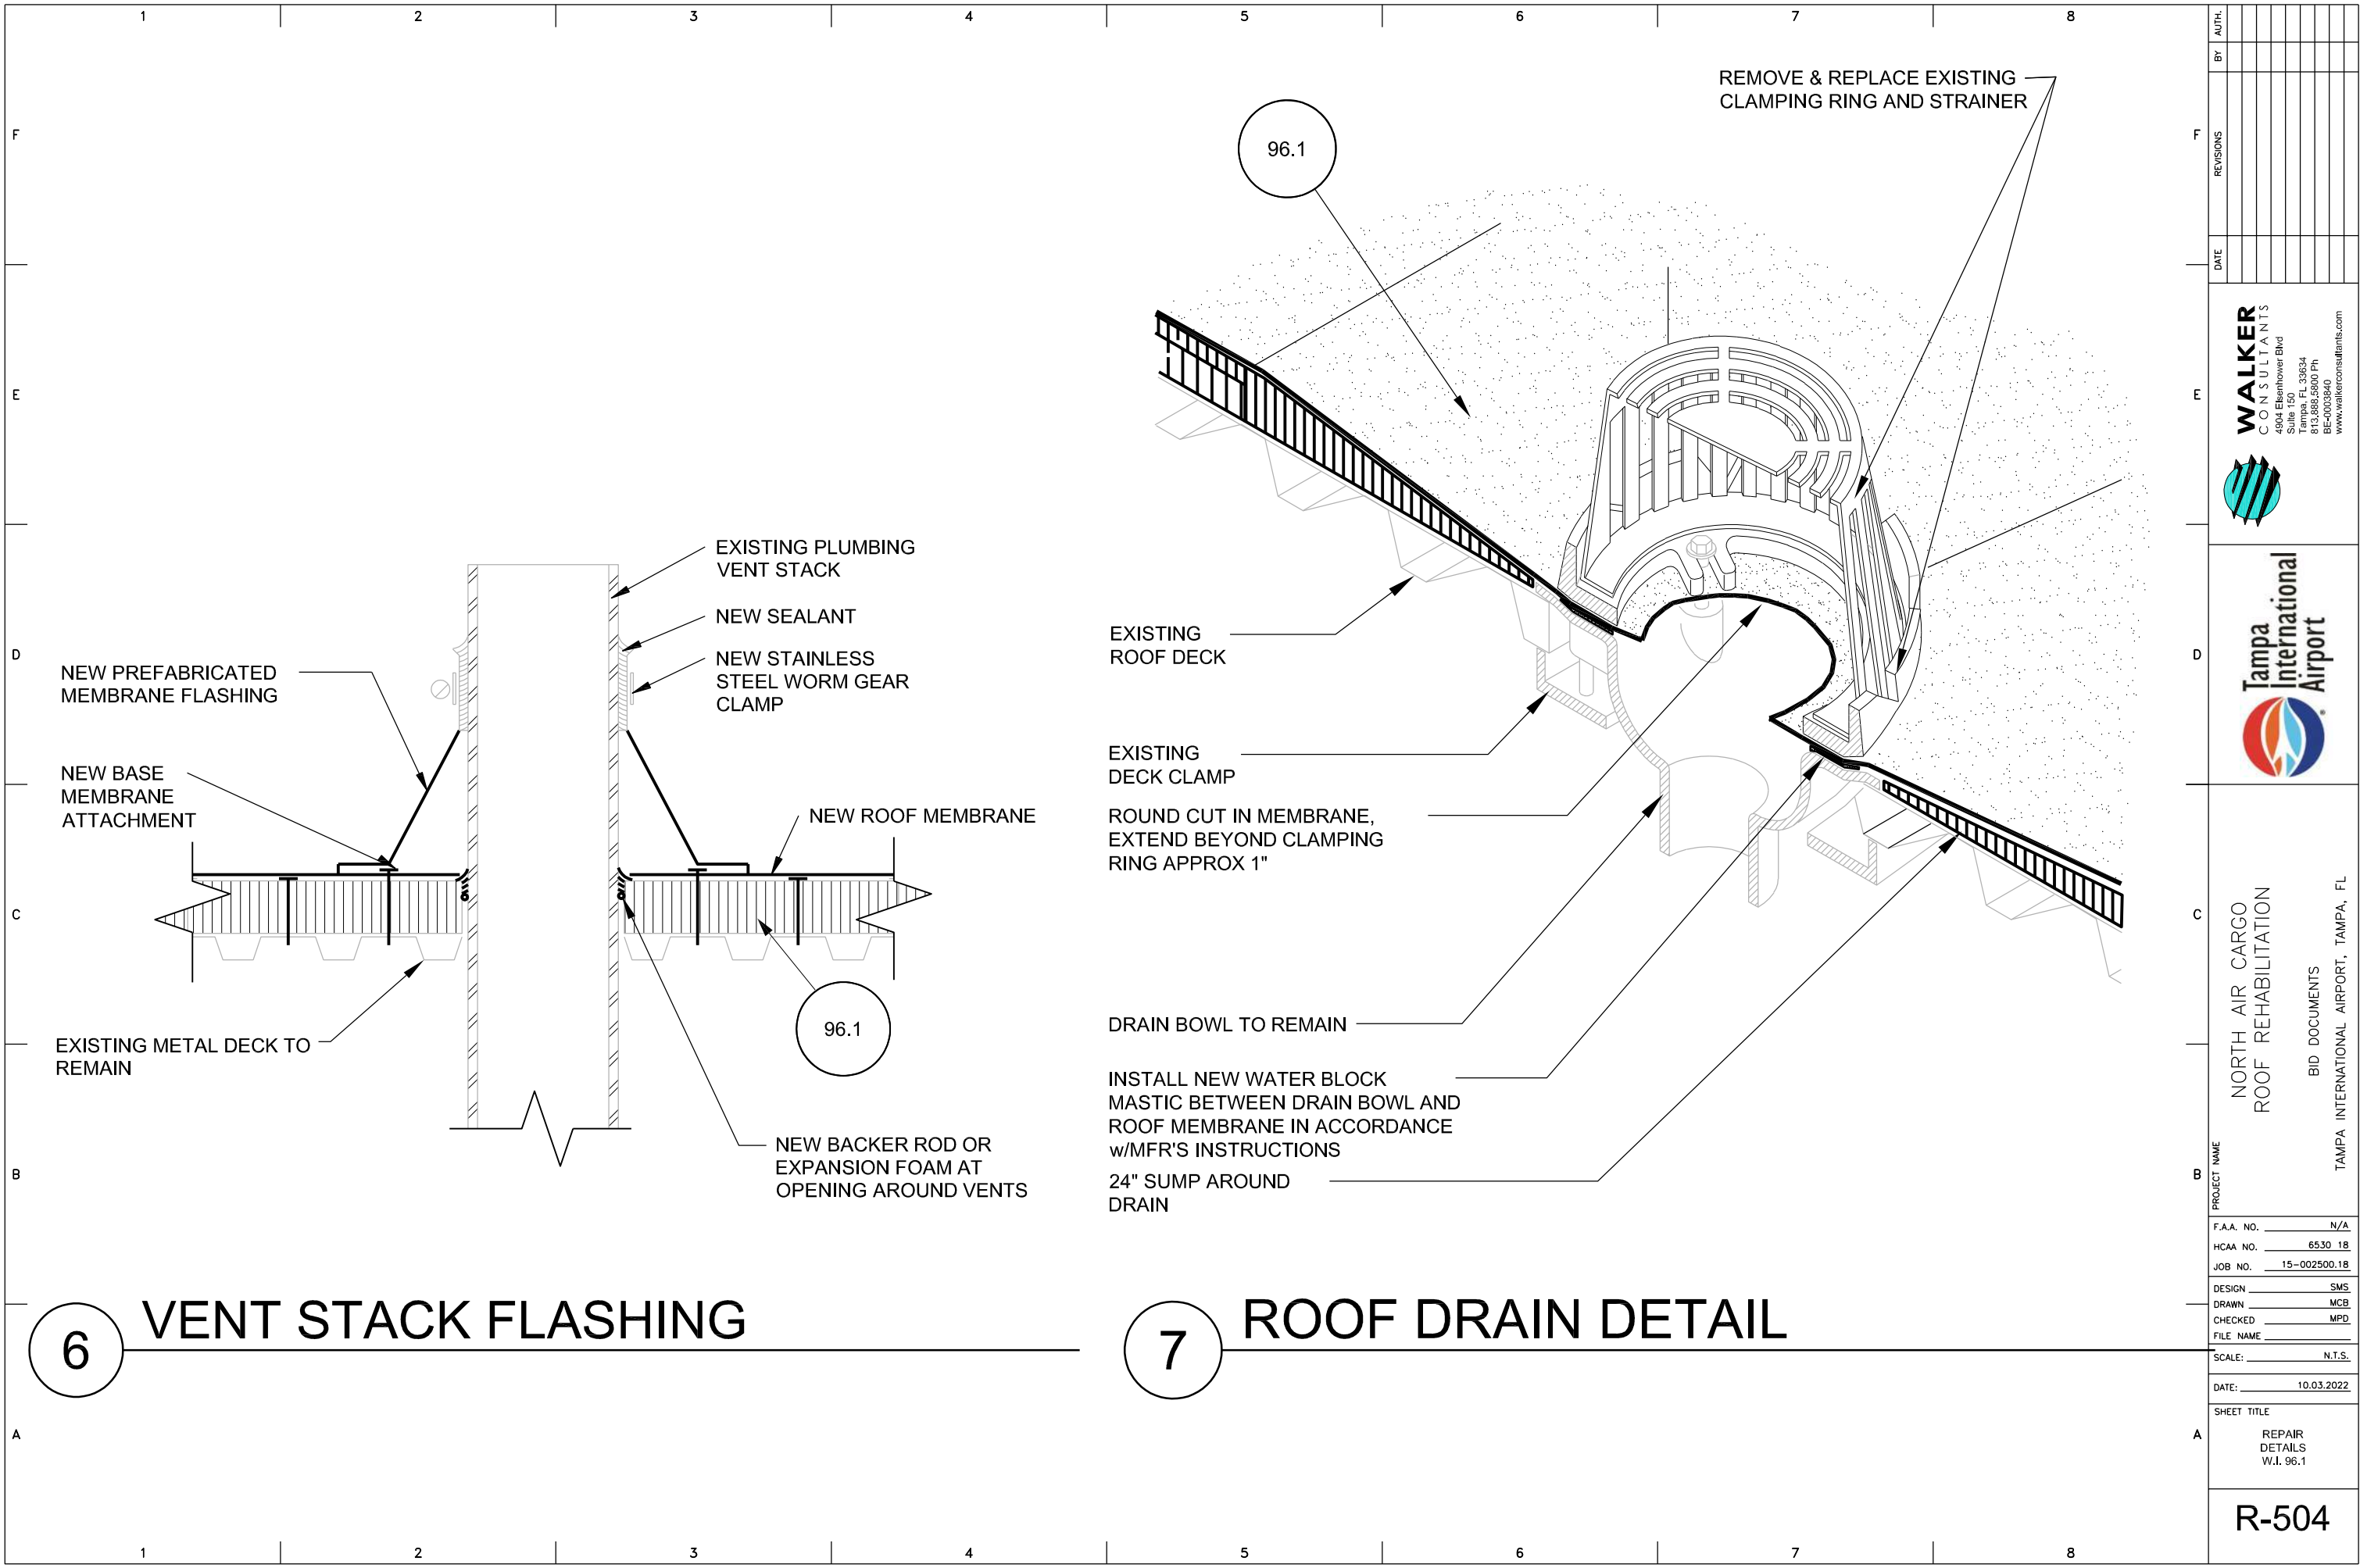 1 2 3 4 5 6 7 8
F
E
D
C
B
A
EXISTING PLUMBING
VENT STACK
NEW SEALANT
NEW STAINLESS
STEEL WORM GEAR
CLAMP
NEW PREFABRICATED
MEMBRANE FLASHING
NEW BASE
MEMBRANE
ATTACHMENT
NEW ROOF MEMBRANE
96.1
EXISTING METAL DECK TO
REMAIN
NEW BACKER ROD OR
EXPANSION FOAM AT
OPENING AROUND VENTS
6
VENT STACK FLASHING
REMOVE & REPLACE EXISTING
CLAMPING RING AND STRAINER
96.1
EXISTING
ROOF DECK
EXISTING
DECK CLAMP
ROUND CUT IN MEMBRANE,
EXTEND BEYOND CLAMPING
RING APPROX 1"
DRAIN BOWL TO REMAIN
INSTALL NEW WATER BLOCK
MASTIC BETWEEN DRAIN BOWL AND
ROOF MEMBRANE IN ACCORDANCE
w/MFR'S INSTRUCTIONS
24" SUMP AROUND
DRAIN
7
ROOF DRAIN DETAIL
1 2 3 4 5 6 7 8
F
E
D
C
B
A
AUTH.
BY
REVISIONS
DATE
WALKER
CONSULTANTS
4904 Eisenhower Blvd
Suite 150
Tampa, FL 33634
813.888.5800 Ph
BE-00038640
www.walkerconsultants.com
Tampa
International
Airport
®
PROJECT NAME
NORTH AIR CARGO
ROOF REHABILITATION
BID DOCUMENTS
TAMPA INTERNATIONAL AIRPORT, TAMPA, FL
F.A.A. NO. N/A
HCAA NO. 6530 18
JOB NO. 15-002500.18
DESIGN SMS
DRAWN MCB
CHECKED MPD
FILE NAME
SCALE: N.T.S.
DATE: 10.03.2022
SHEET TITLE
REPAIR
DETAILS
W.I. 96.1
R-504